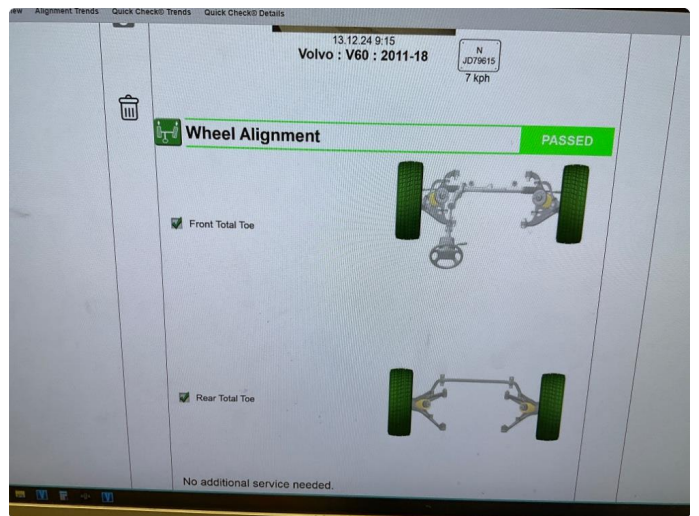 Alignment Trends Quick Check® Trends Quick Check® Details
13.12.24 9:15
Volvo : V60 : 2011-18
N
JD79615
7 kph
Wheel Alignment
PASSED
Front Total Toe
Rear Total Toe
No additional service needed.